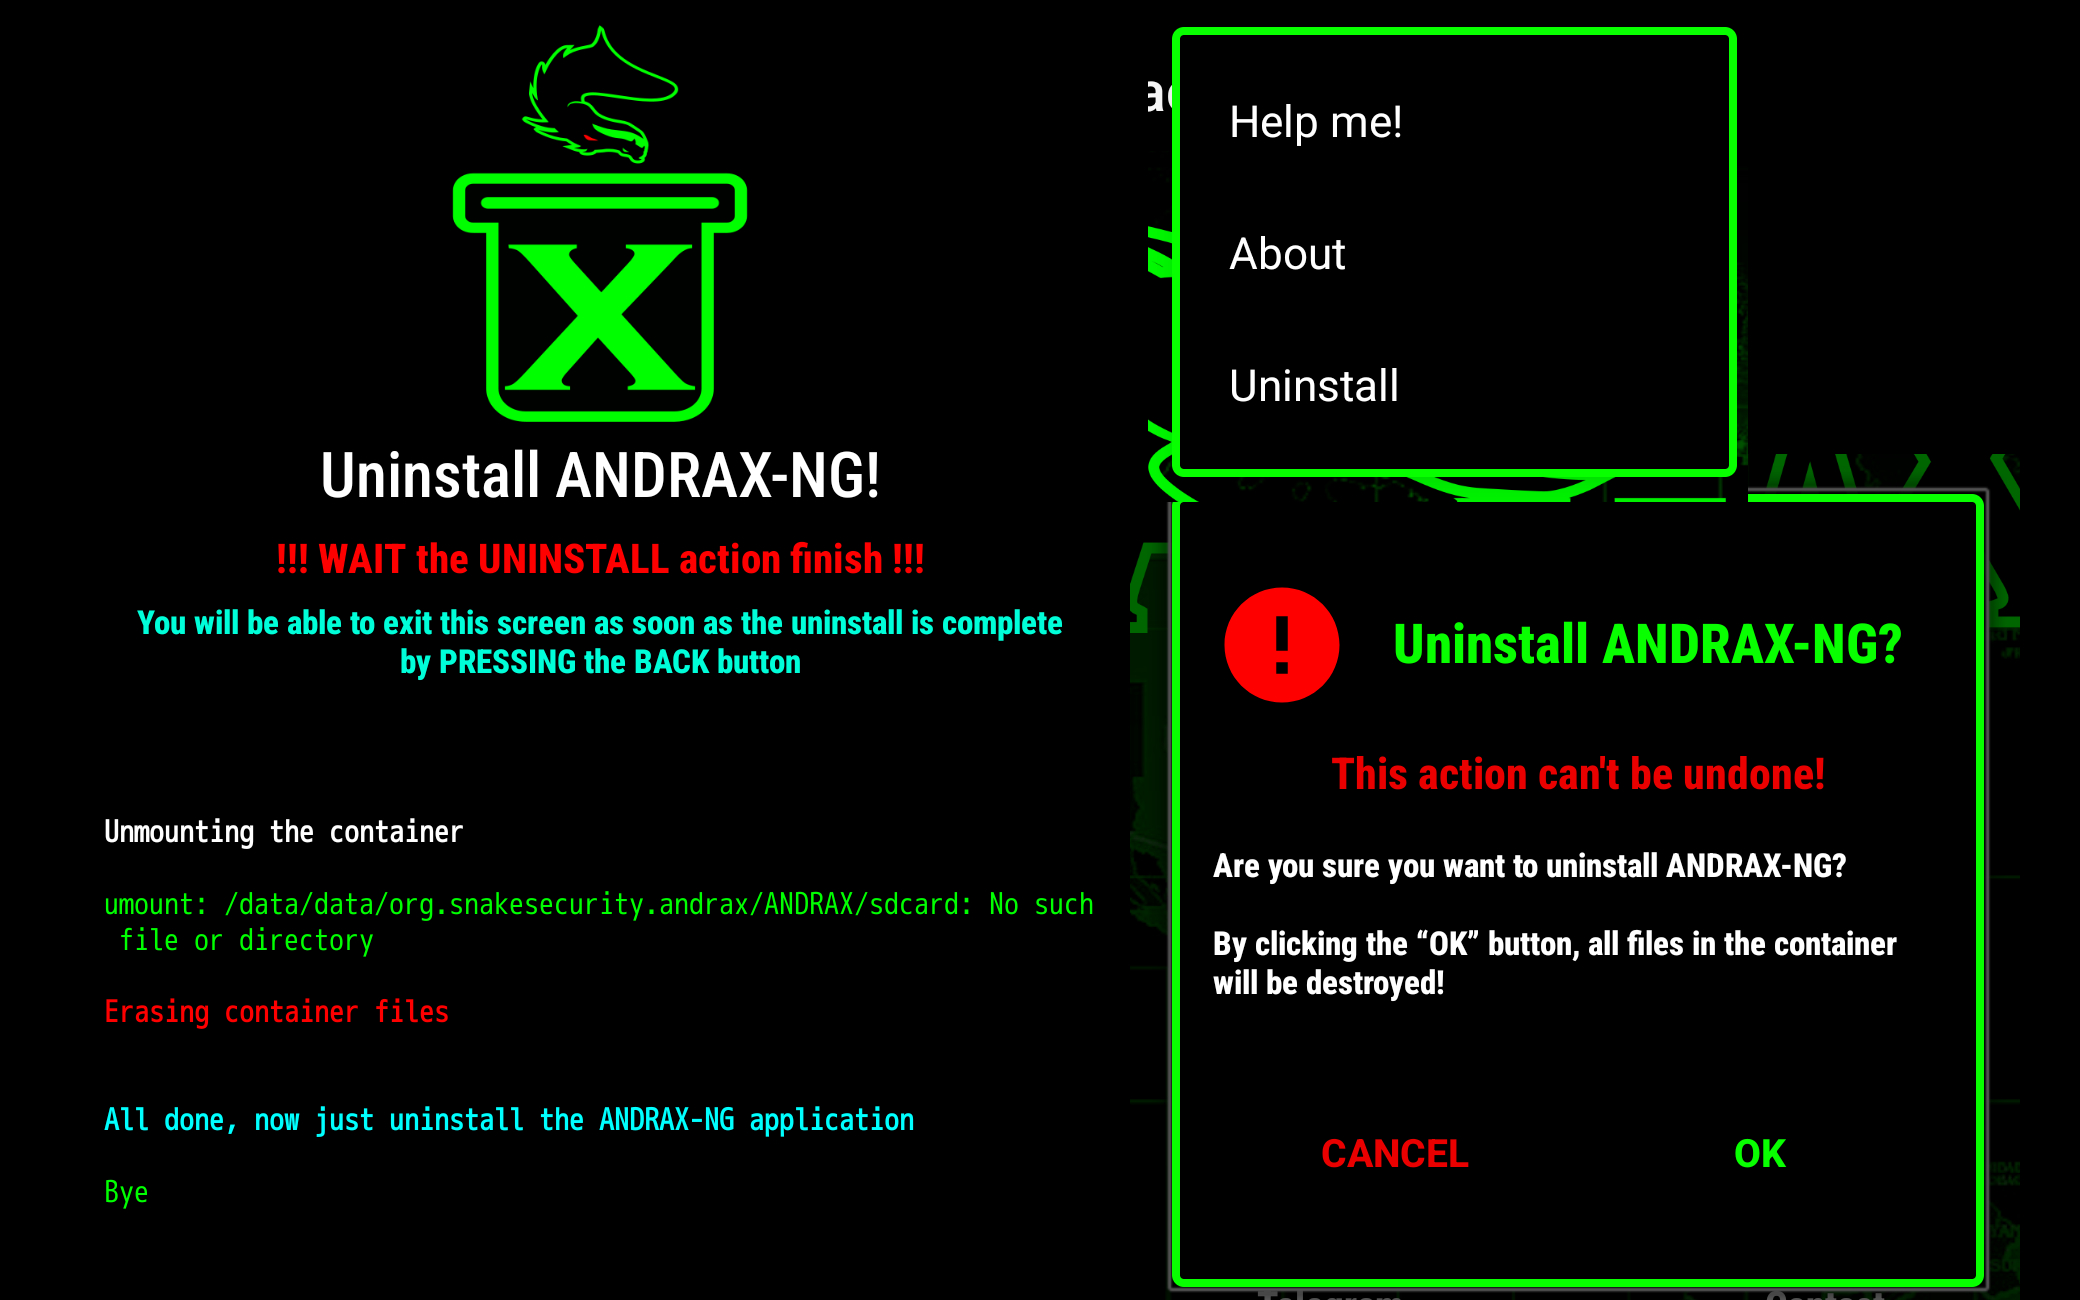 X
Uninstall ANDRAX-NG!
!!! WAIT the UNINSTALL action finish !!!
You will be able to exit this screen as soon as the uninstall is complete
by PRESSING the BACK button
Unmounting the container
umount: /data/data/org.snakesecurity.andrax/ANDRAX/sdcard: No such
file or directory
Erasing container files
All done, now just uninstall the ANDRAX-NG application
Bye
Help me!
About
Uninstall
Uninstall ANDRAX-NG?
This action can't be undone!
Are you sure you want to uninstall ANDRAX-NG?
By clicking the “OK” button, all files in the container
will be destroyed!
CANCEL
OK